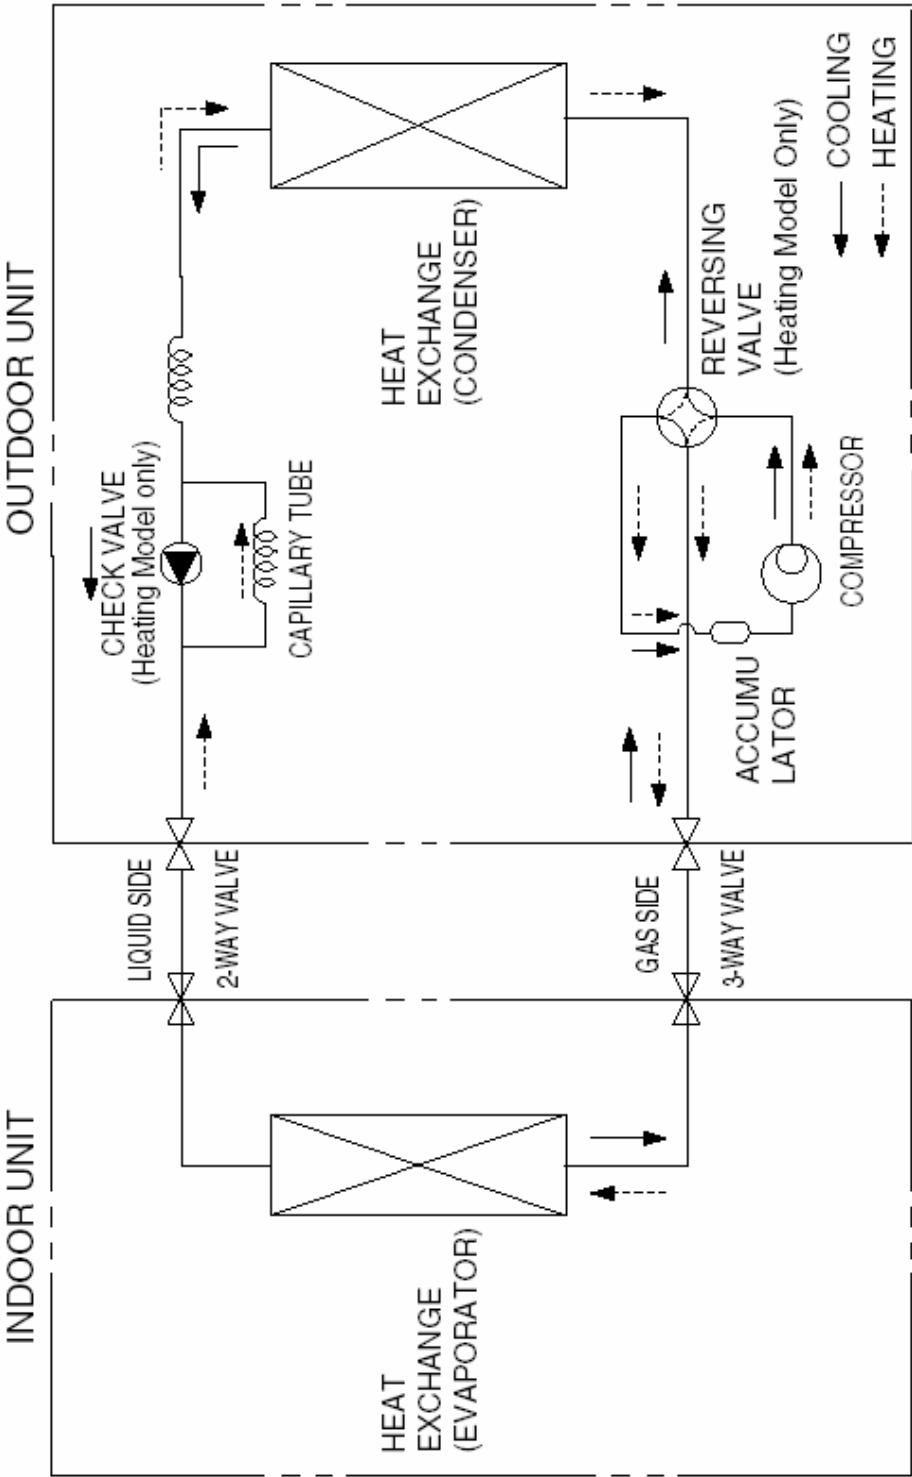 INDOOR UNIT
OUTDOOR UNIT
LIQUID SIDE
2-WAY VALVE
CHECK VALVE
(Heating Model only)
CAPILLARY TUBE
HEAT
EXCHANGE
(EVAPORATOR)
HEAT
EXCHANGE
(CONDENSER)
GAS SIDE
3-WAY VALVE
ACCUMU
LATOR
COMPRESSOR
REVERSING
VALVE
(Heating Model Only)
COOLING
HEATING